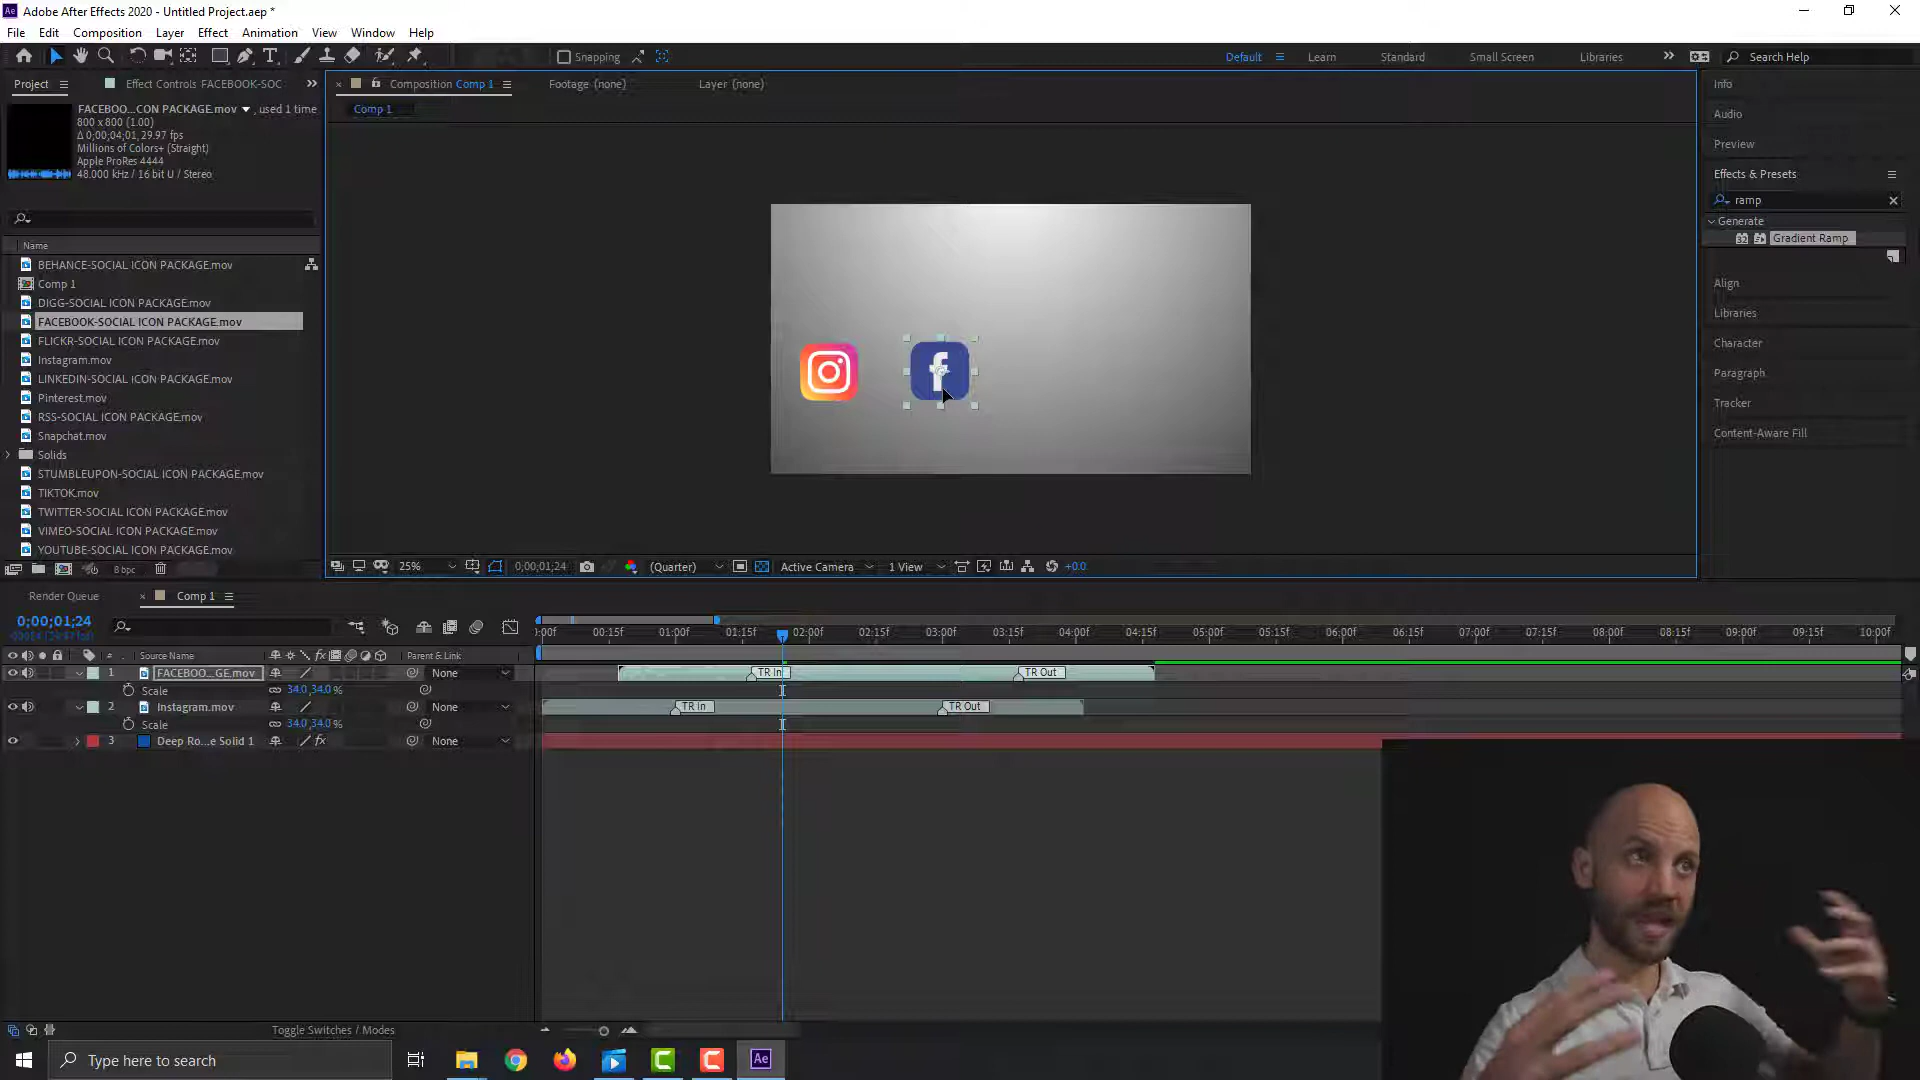 Adobe After Effects 2020 - Untitled Project.aep *
File Edit Composition Layer Effect Animation View Window Help
Snapping
Default Learn Standard Small Screen Libraries Search Help
Project
Effect Controls FACEBOOK-SOC
FACEBOO...CON PACKAGE.mov , used 1 time
800 x 800 (1.00)
Δ 0;00;04;01, 29.97 fps
Millions of Colors+ (Straight)
Apple ProRes 4444
48.000 kHz / 16 bit U / Stereo
Name
BEHANCE-SOCIAL ICON PACKAGE.mov
Comp 1
DIGG-SOCIAL ICON PACKAGE.mov
FACEBOOK-SOCIAL ICON PACKAGE.mov
FLICKR-SOCIAL ICON PACKAGE.mov
Instagram.mov
LINKEDIN-SOCIAL ICON PACKAGE.mov
Pinterest.mov
RSS-SOCIAL ICON PACKAGE.mov
Snapchat.mov
Solids
STUMBLEUPON-SOCIAL ICON PACKAGE.mov
TIKTOK.mov
TWITTER-SOCIAL ICON PACKAGE.mov
VIMEO-SOCIAL ICON PACKAGE.mov
YOUTUBE-SOCIAL ICON PACKAGE.mov
8 bpc
Composition Comp 1
Footage (none)
Layer (none)
Comp 1
25%
0;00;01;24
(Quarter)
Active Camera
1 View
+0.0
Info
Audio
Preview
Effects & Presets
ramp
Generate
Gradient Ramp
Align
Libraries
Character
Paragraph
Tracker
Content-Aware Fill
Render Queue
Comp 1
0;00;01;24
:00f 00:15f 01:00f 01:15f 02:00f 02:15f 03:00f 03:15f 04:00f 04:15f 05:00f 05:15f 06:00f 06:15f 07:00f 07:15f 08:00f 08:15f 09:00f 09:15f 10:00f
# Source Name Parent & Link
1 FACEBOO...GE.mov None TR In TR Out
Scale 34.0, 34.0 %
2 Instagram.mov None TR In TR Out
Scale 34.0, 34.0 %
3 Deep Ro...e Solid 1 None
Toggle Switches / Modes
Type here to search
Ae